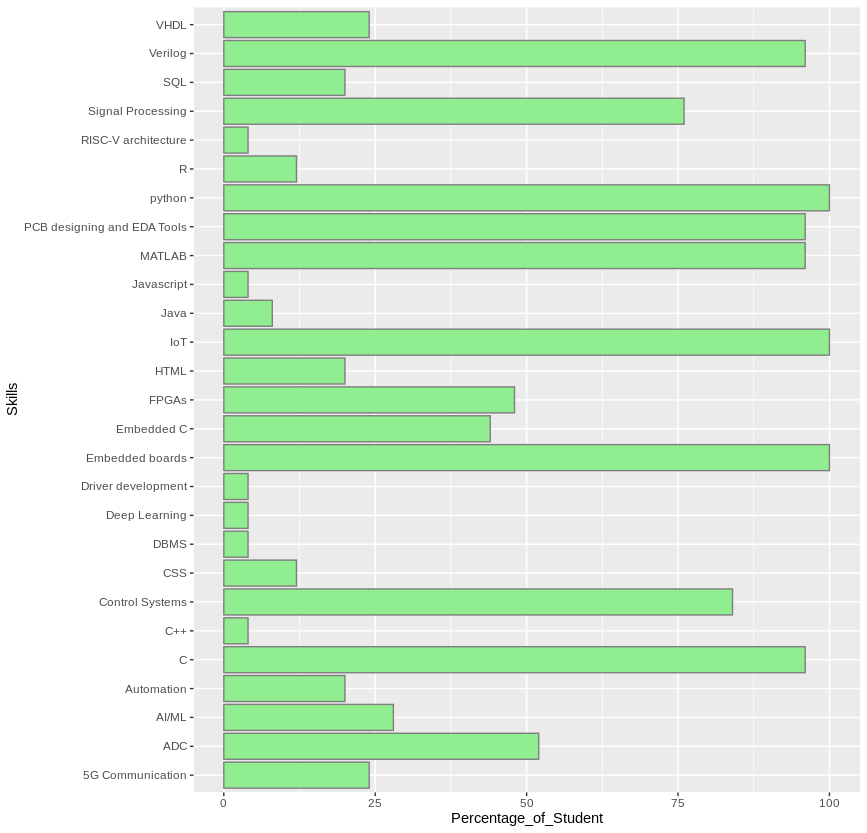 VHDL
Verilog
SQL
Signal Processing
RISC-V architecture
R
python
PCB designing and EDA Tools
MATLAB
Javascript
Java
IoT
HTML
FPGAs
Embedded C
Embedded boards
Driver development
Deep Learning
DBMS
CSS
Control Systems
C++
C
Automation
AI/ML
ADC
5G Communication
Skills
0 25 50 75 100
Percentage_of_Student